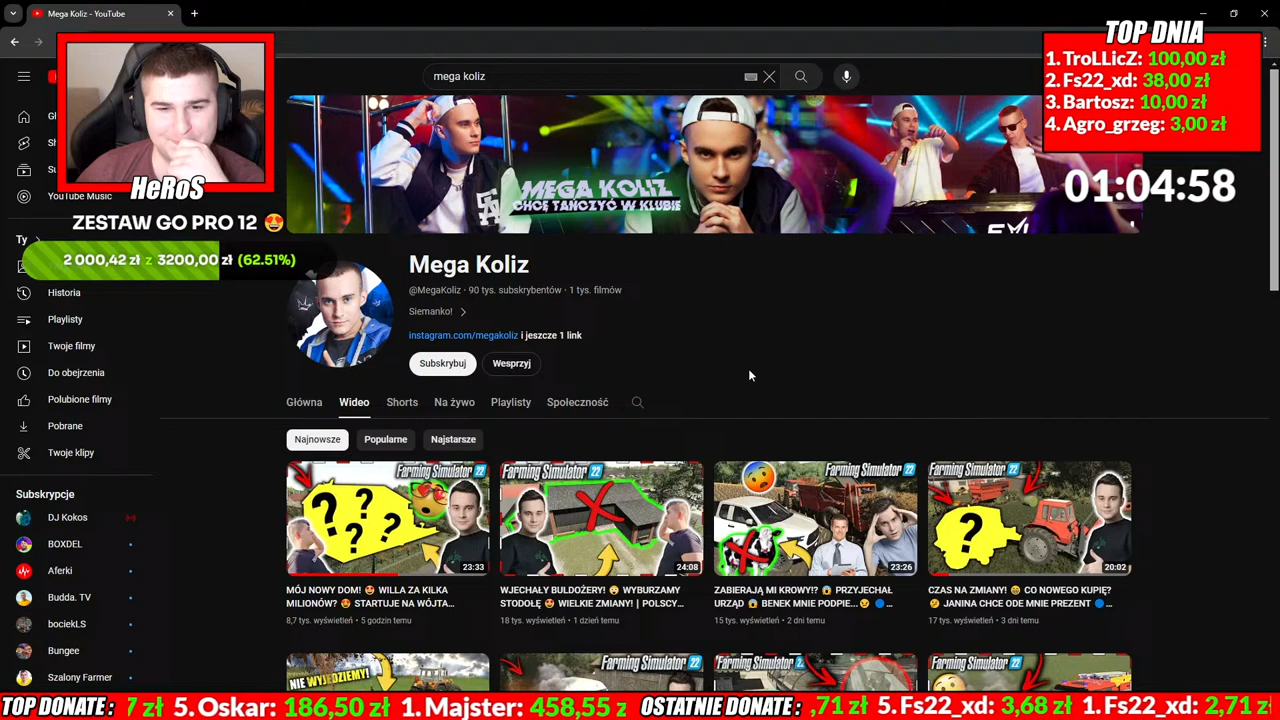 Mega Koliz - YouTube
mega koliz
TOP DNIA
1. TroLLicZ: 100,00 zł
2. Fs22_xd: 38,00 zł
3. Bartosz: 10,00 zł
4. Agro_grzeg: 3,00 zł
01:04:58
HeRoS
YouTube Music
ZESTAW GO PRO 12 😍
2 000,42 zł z 3200,00 zł (62.51%)
MEGA KOLIZ
CHCĘ TAŃCZYĆ W KLUBIE
Ty
Historia
Playlisty
Twoje filmy
Do obejrzenia
Polubione filmy
Pobrane
Twoje klipy
Subskrypcje
DJ Kokos
BOXDEL
Aferki
Budda. TV
bociekLS
Bungee
Szalony Farmer
Mega Koliz
@MegaKoliz · 90 tys. subskrybentów · 1 tys. filmów
Siemanko!
instagram.com/megakoliz i jeszcze 1 link
Subskrybuj
Wesprzyj
Główna
Wideo
Shorts
Na żywo
Playlisty
Społeczność
Najnowsze
Popularne
Najstarsze
Farming Simulator 22
? ? ? ?
23:33
MÓJ NOWY DOM! 😍 WILLA ZA KILKA
MILIONÓW? 😍 STARTUJE NA WÓJTA...
8,7 tys. wyświetleń · 5 godzin temu
Farming Simulator 22
24:08
WJECHAŁY BULDOŻERY! 😲 WYBURZAMY
STODOŁĘ 😍 WIELKIE ZMIANY! | POLSCY...
18 tys. wyświetleń · 1 dzień temu
Farming Simulator 22
23:26
ZABIERAJĄ MI KROWY!? 😱 PRZYJECHAŁ
URZĄD 😱 BENEK MNIE PODPIE...😉 🔵...
15 tys. wyświetleń · 2 dni temu
Farming Simulator 22
?
20:02
CZAS NA ZMIANY! 🤑 CO NOWEGO KUPIĘ?
🤔 JANINA CHCE ODE MNIE PREZENT 🔵...
17 tys. wyświetleń · 3 dni temu
NIE WYJEDZIEMY!
Farming Simulator 22
Farming Simulator 22
Farming Simulator 22
TOP DONATE : 7 zł 5. Oskar: 186,50 zł 1. Majster: 458,55 z
OSTATNIE DONATE : ,71 zł 5. Fs22_xd: 3,68 zł 1. Fs22_xd: 2,71 z